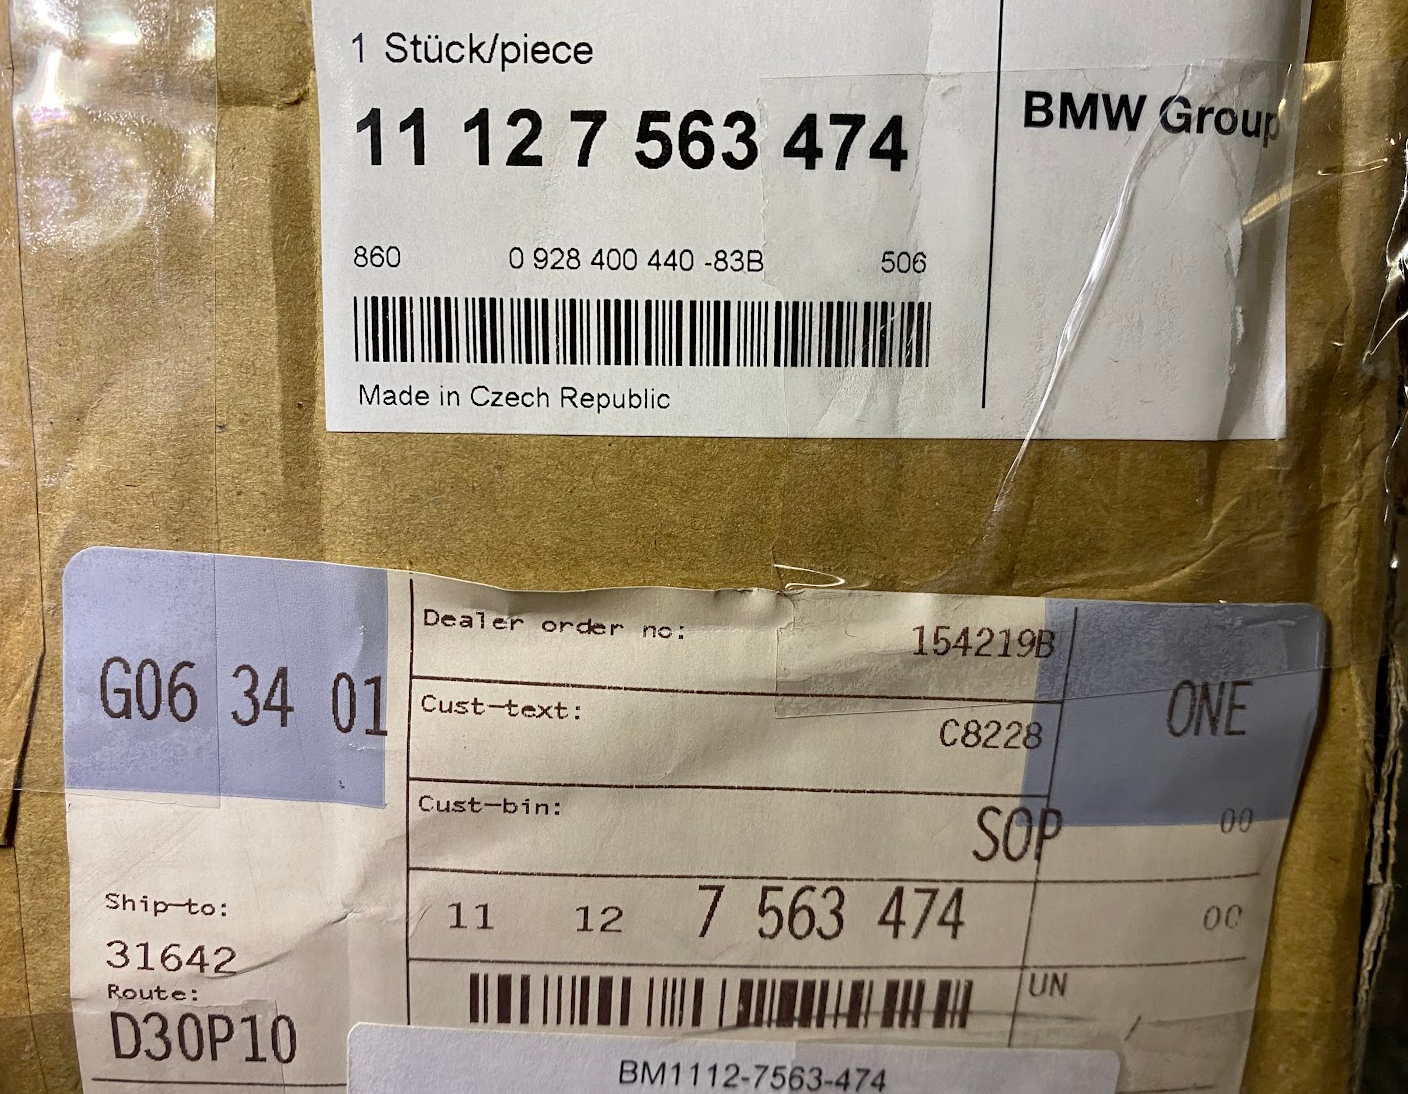 1 Stück/piece
11 12 7 563 474
BMW Group
860 0 928 400 440 -83B 506
Made in Czech Republic
G06 34 01
Dealer order no: 154219B
Cust-text: C8228
ONE
Cust-bin: SOP
00
Ship-to:
31642
Route:
D30P10
11 12 7 563 474
00
UN
BM1112-7563-474